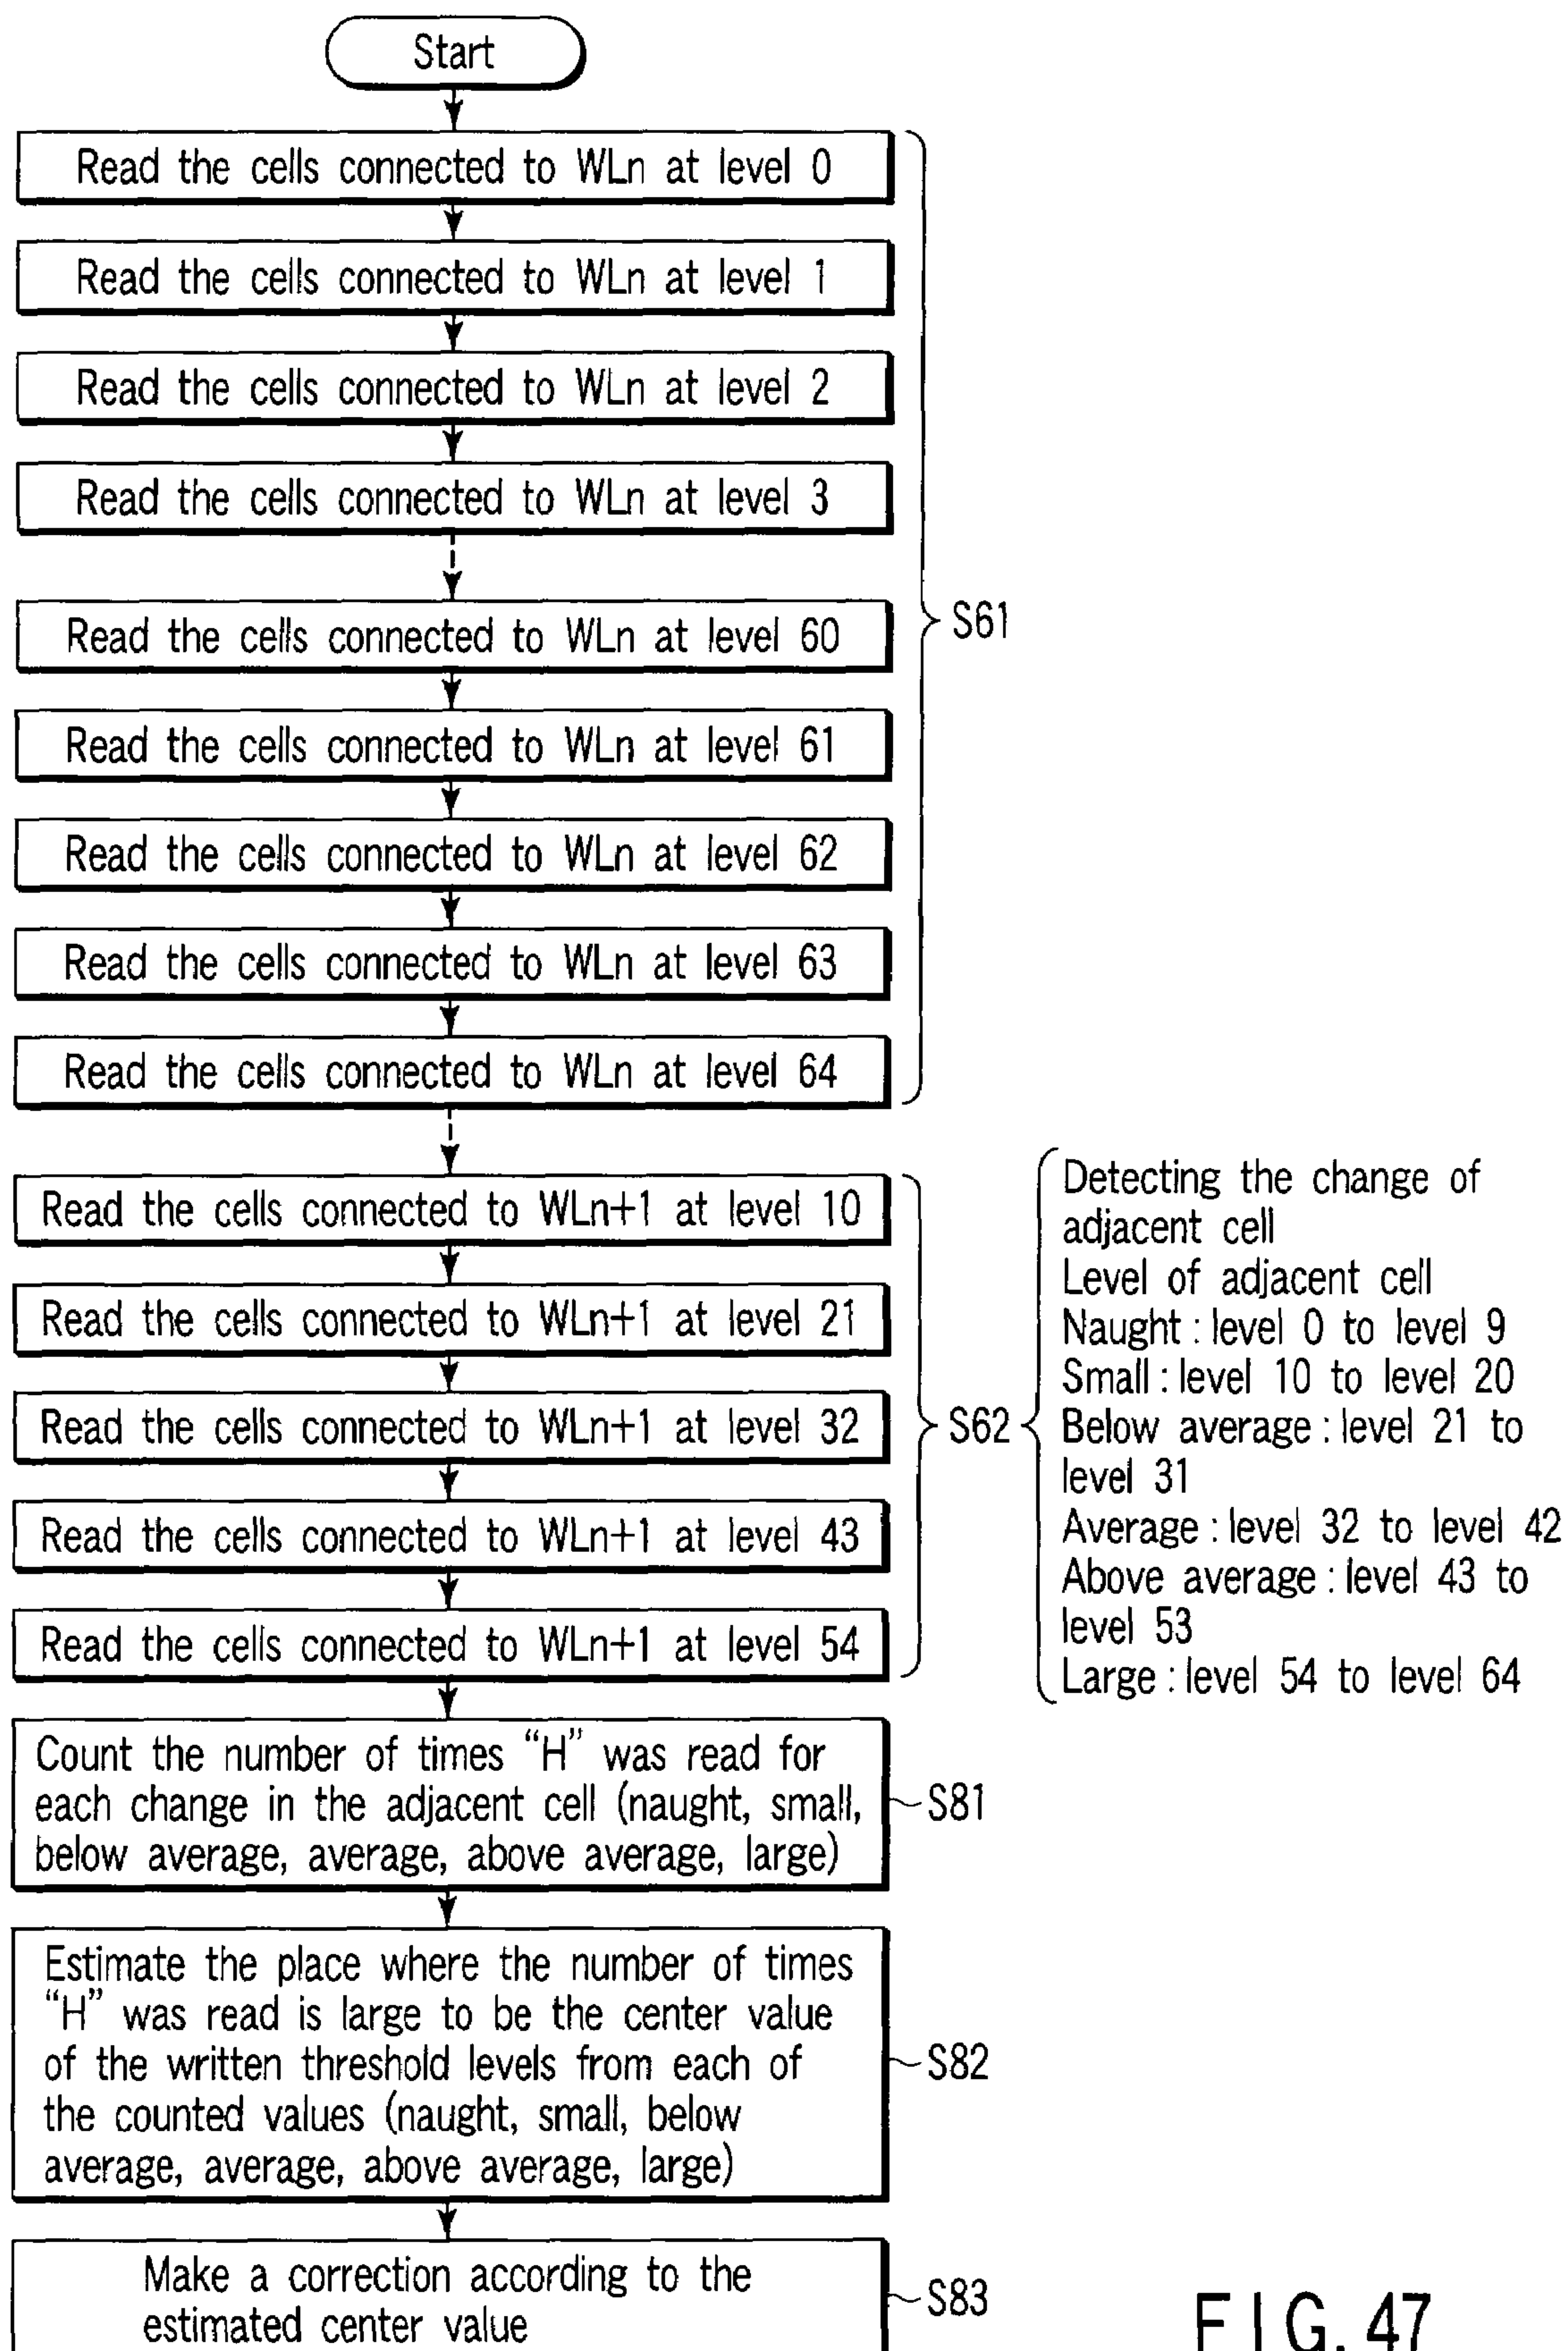 Start
Read the cells connected to WLn at level 0
Read the cells connected to WLn at level 1
Read the cells connected to WLn at level 2
Read the cells connected to WLn at level 3
Read the cells connected to WLn at level 60
S61
Read the cells connected to WLn at level 61
Read the cells connected to WLn at level 62
Read the cells connected to WLn at level 63
Read the cells connected to WLn at level 64
Read the cells connected to WLn+1 at level 10
Read the cells connected to WLn+1 at level 21
Read the cells connected to WLn+1 at level 32
Read the cells connected to WLn+1 at level 43
Read the cells connected to WLn+1 at level 54
S62
Detecting the change of
adjacent cell
Level of adjacent cell
Naught : level 0 to level 9
Small : level 10 to level 20
Below average : level 21 to
level 31
Average : level 32 to level 42
Above average : level 43 to
level 53
Large : level 54 to level 64
Count the number of times “H” was read for
each change in the adjacent cell (naught, small,
below average, average, above average, large)
S81
Estimate the place where the number of times
“H” was read is large to be the center value
of the written threshold levels from each of
the counted values (naught, small, below
average, average, above average, large)
S82
Make a correction according to the
estimated center value
S83
FIG. 47